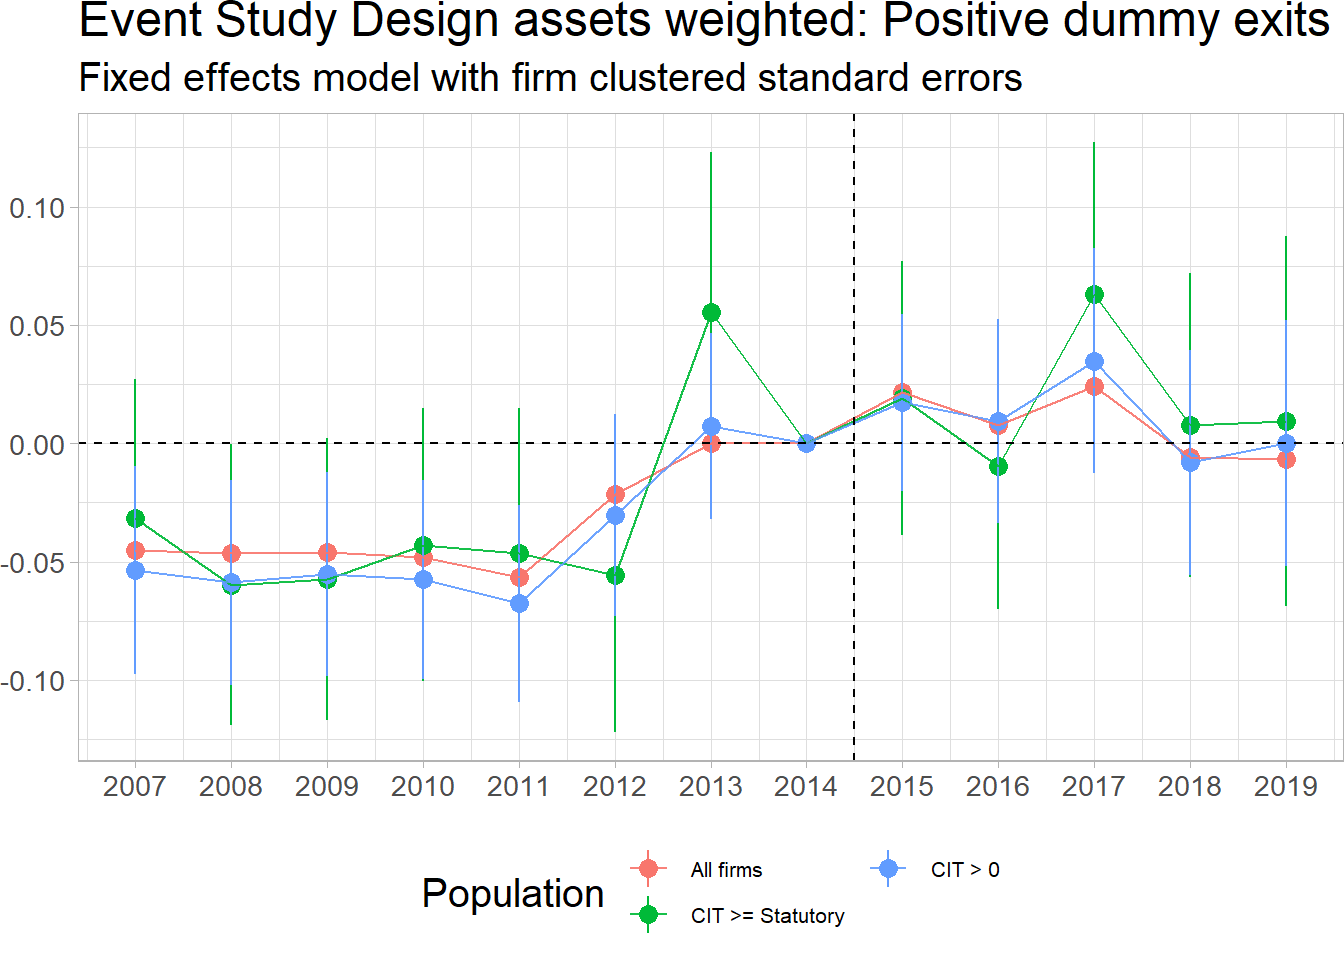 Event Study Design assets weighted: Positive dummy exits
Fixed effects model with firm clustered standard errors
0.10
0.05
0.00
-0.05
-0.10
2007 2008 2009 2010 2011 2012 2013 2014 2015 2016 2017 2018 2019
Population
All firms
CIT >= Statutory
CIT > 0